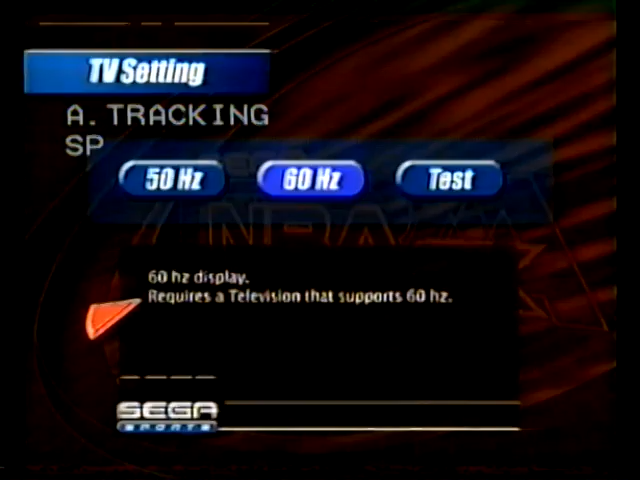 TV Setting
A. TRACKING
SP
50 Hz
60 Hz
Test
NBA
60 hz display.
Requires a Television that supports 60 hz.
SEGA
SPORTS